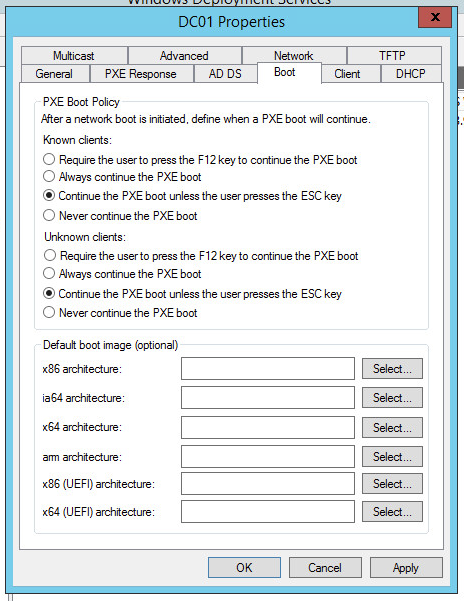 Windows Deployment Services
DC01 Properties
x
Multicast
Advanced
Network
TFTP
General
PXE Response
AD DS
Boot
Client
DHCP
PXE Boot Policy
After a network boot is initiated, define when a PXE boot will continue.
Known clients:
Require the user to press the F12 key to continue the PXE boot
Always continue the PXE boot
Continue the PXE boot unless the user presses the ESC key
Never continue the PXE boot
Unknown clients:
Require the user to press the F12 key to continue the PXE boot
Always continue the PXE boot
Continue the PXE boot unless the user presses the ESC key
Never continue the PXE boot
Default boot image (optional)
x86 architecture:
Select...
ia64 architecture:
Select...
x64 architecture:
Select...
arm architecture:
Select...
x86 (UEFI) architecture:
Select...
x64 (UEFI) architecture:
Select...
OK
Cancel
Apply